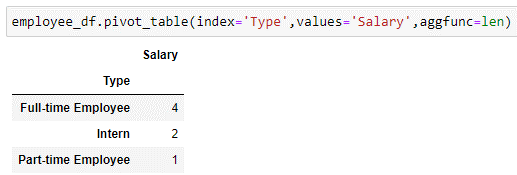 employee_df.pivot_table(index='Type',values='Salary',aggfunc=len)
Salary
Type
Full-time Employee 4
Intern 2
Part-time Employee 1